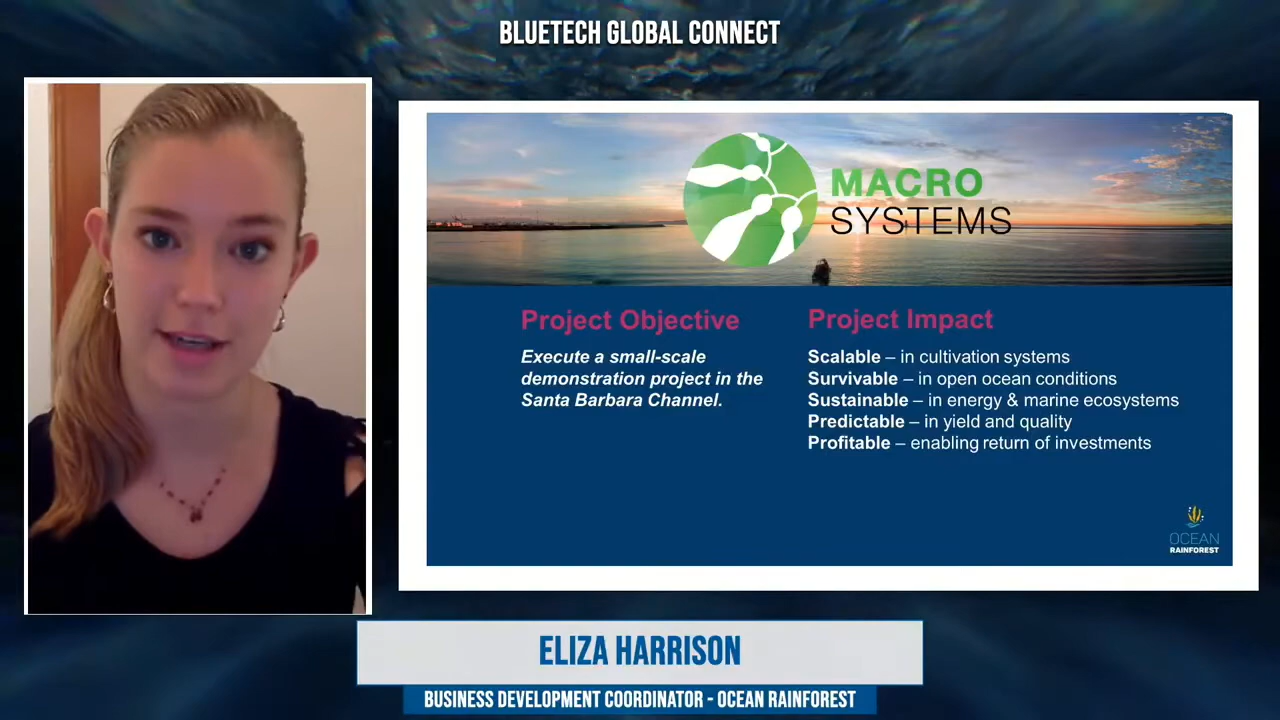 BLUETECH GLOBAL CONNECT
MACRO
SYSTEMS
Project Objective
Execute a small-scale
demonstration project in the
Santa Barbara Channel.
Project Impact
Scalable – in cultivation systems
Survivable – in open ocean conditions
Sustainable – in energy & marine ecosystems
Predictable – in yield and quality
Profitable – enabling return of investments
OCEAN
RAINFOREST
ELIZA HARRISON
BUSINESS DEVELOPMENT COORDINATOR - OCEAN RAINFOREST